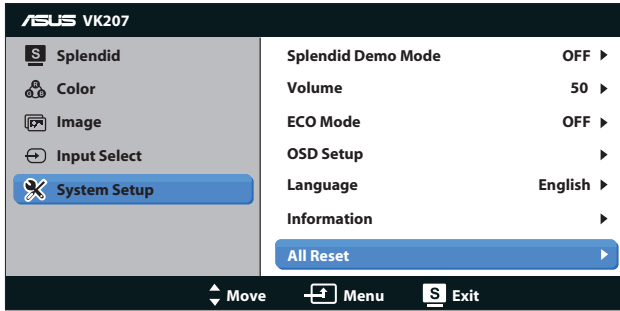 ASUS VK207
S Splendid
Color
Image
Input Select
System Setup
Splendid Demo Mode OFF
Volume 50
ECO Mode OFF
OSD Setup
Language English
Information
All Reset
Move Menu S Exit